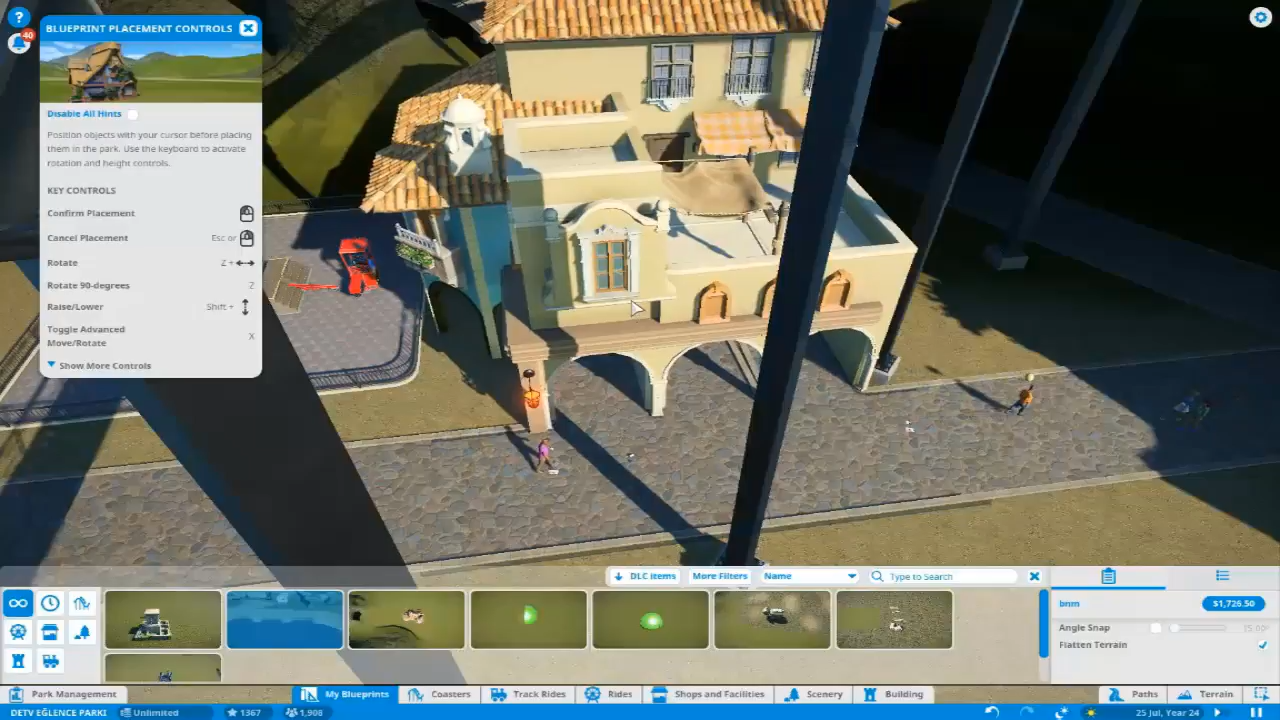 ?
40
BLUEPRINT PLACEMENT CONTROLS
Disable All Hints
Position objects with your cursor before placing
them in the park. Use the keyboard to activate
rotation and height controls.
KEY CONTROLS
Confirm Placement
Cancel Placement Esc or
Rotate Z +
Rotate 90-degrees Z
Raise/Lower Shift +
Toggle Advanced
Move/Rotate X
Show More Controls
DLC Items More Filters Name Type to Search
bnm $1,726.50
Angle Snap 15.00°
Flatten Terrain
Park Management My Blueprints Coasters Track Rides Rides Shops and Facilities Scenery Building Paths Terrain
DETV EĞLENCE PARKI Unlimited 1367 1,908 25 Jul, Year 24